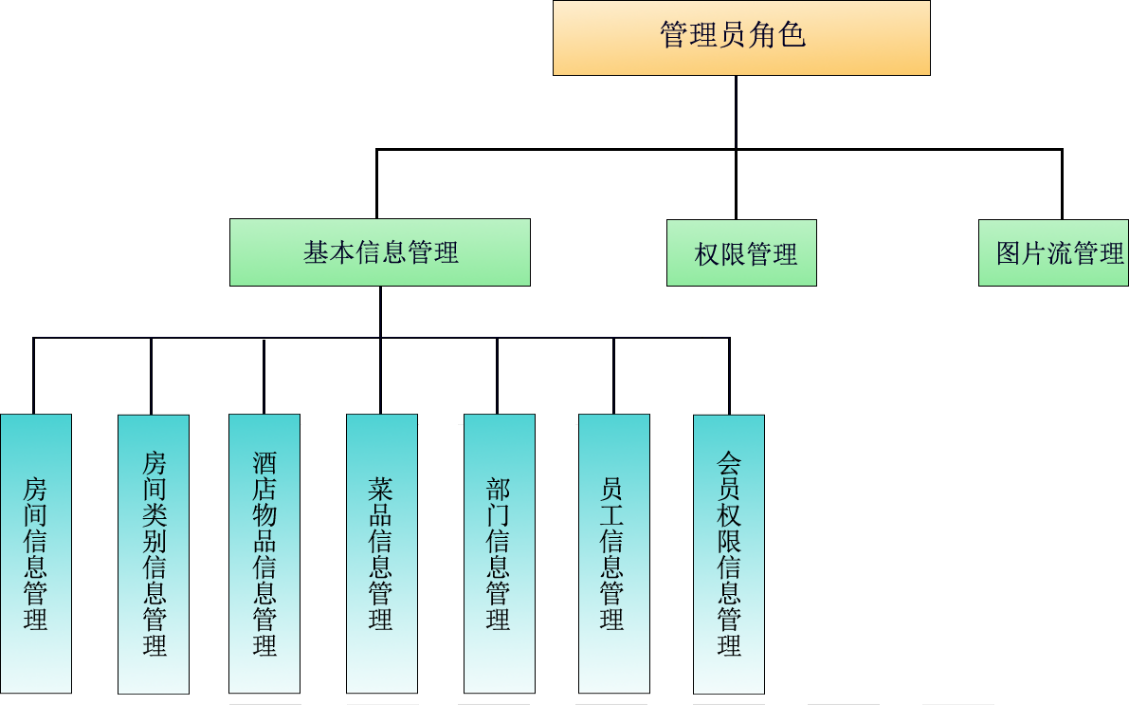 管理员角色
基本信息管理
权限管理
图片流管理
房间信息管理
房间类别信息管理
酒店物品信息管理
菜品信息管理
部门信息管理
员工信息管理
会员权限信息管理